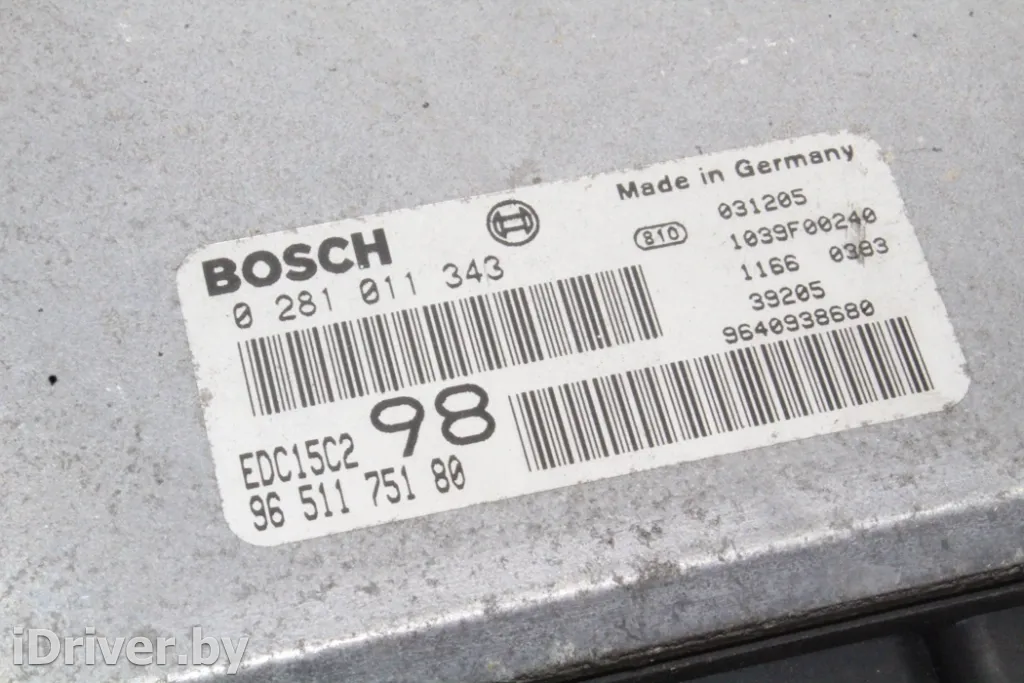 Made in Germany
BOSCH
0 281 011 343
810
031205
1039F00240
1166 0383
39205
9640938680
98
EDC15C2
96 511 751 80
iDriver.by